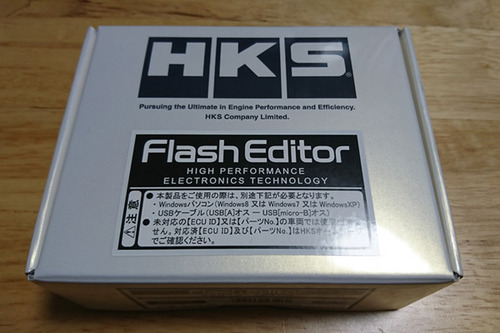 HKS
Pursuing the Ultimate in Engine Performance and Efficiency.
HKS Company Limited.
Flash Editor
HIGH PERFORMANCE
ELECTRONICS TECHNOLOGY
注意
●本製品をご使用の際は、別途下記が必要となります。
・Windowsパソコン(Windows8 又は Windows7 又は WindowsXP)
・USBケーブル(USB[A]オス ― USB[micro-B]オス)
●未対応の【ECU ID】又は【パーツNo.】の車両では使用
せん。対応済【ECU ID】及び【パーツNo.】はHKS
でご確認ください。